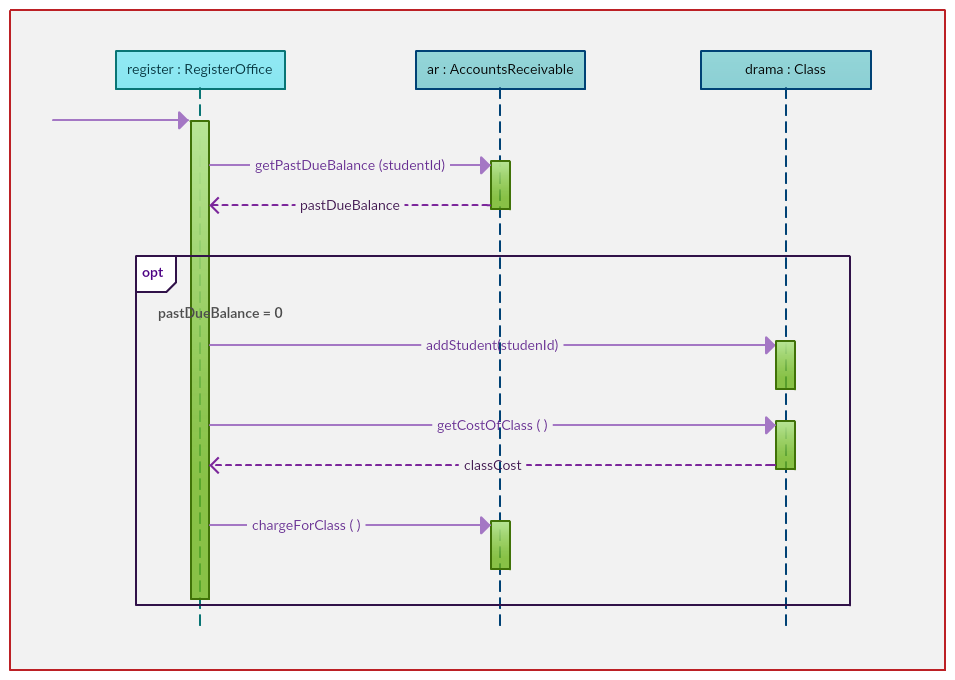 register : RegisterOffice
ar : AccountsReceivable
drama : Class
getPastDueBalance (studentId)
pastDueBalance
opt
pastDueBalance = 0
addStudent(studenId)
getCostOfClass ( )
classCost
chargeForClass ( )